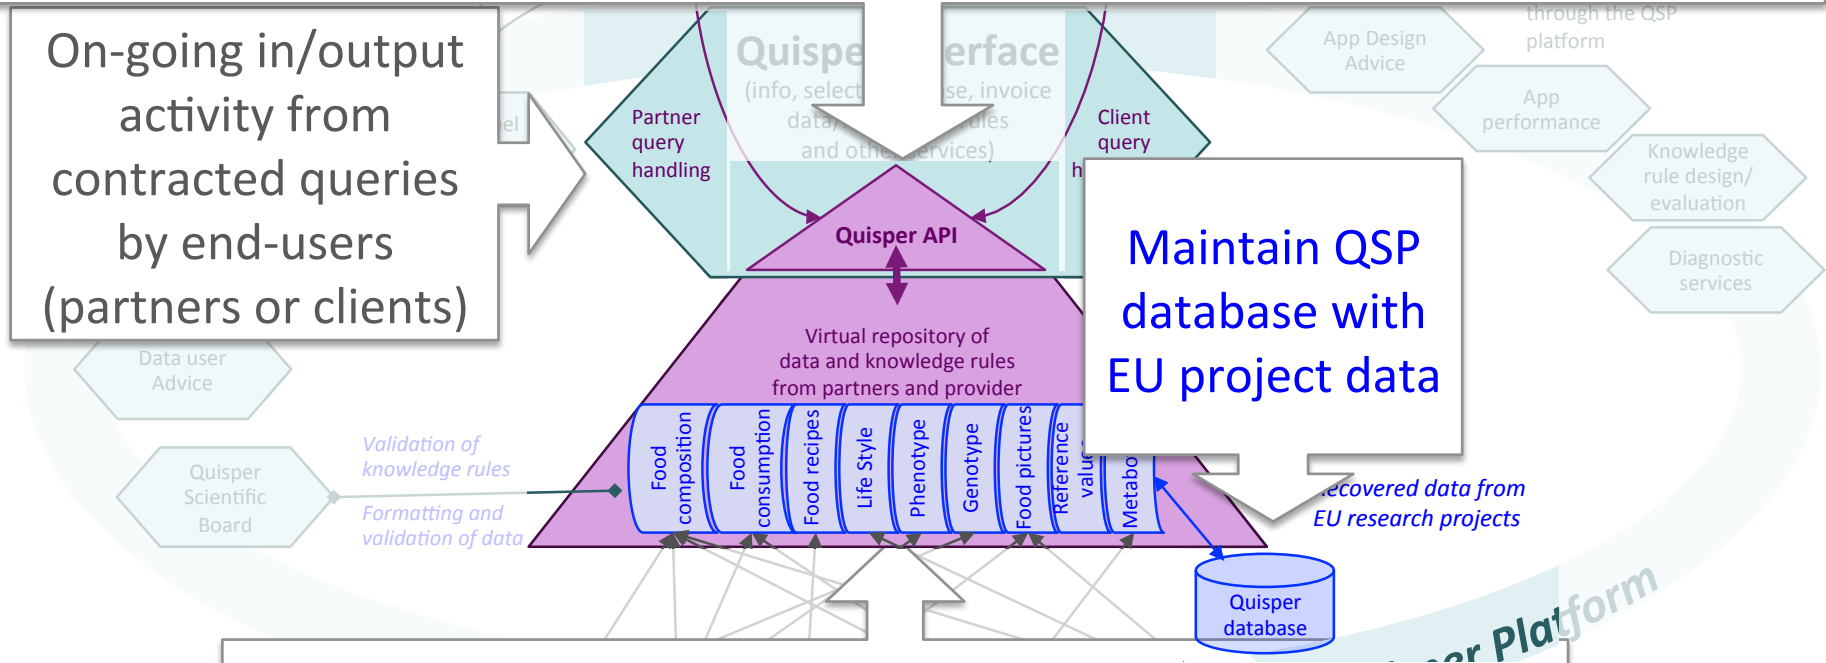 through the QSP
platform
On-going in/output
activity from
contracted queries
by end-users
(partners or clients)
App Design
Advice
App
performance
Knowledge
rule design/
evaluation
Diagnostic
services
(info, select
se, invoice
data
rules
and other services)
Partner
query
handling
Client
query
Quisper API
Maintain QSP
database with
EU project data
Virtual repository of
data and knowledge rules
from partners and provider
Data user
Advice
Quisper
Scientific
Board
Validation of
knowledge rules
Formatting and
validation of data
Food
composition
Food
consumption
Food recipes
Life Style
Phenotype
Genotype
Food pictures
Reference
Recovered data from
EU research projects
Quisper
database
Platform